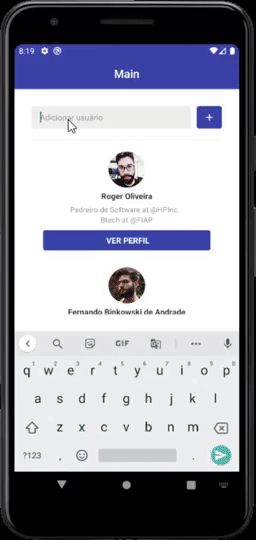 8:19
Main
Adicionar usuário
+
Roger Oliveira
Pedreiro de Software at @HPInc.
Btech at @FIAP
VER PERFIL
Fernando Binkowski de Andrade
GIF
q w e r t y u i o p
a s d f g h j k l
z x c v b n m
?123 , .